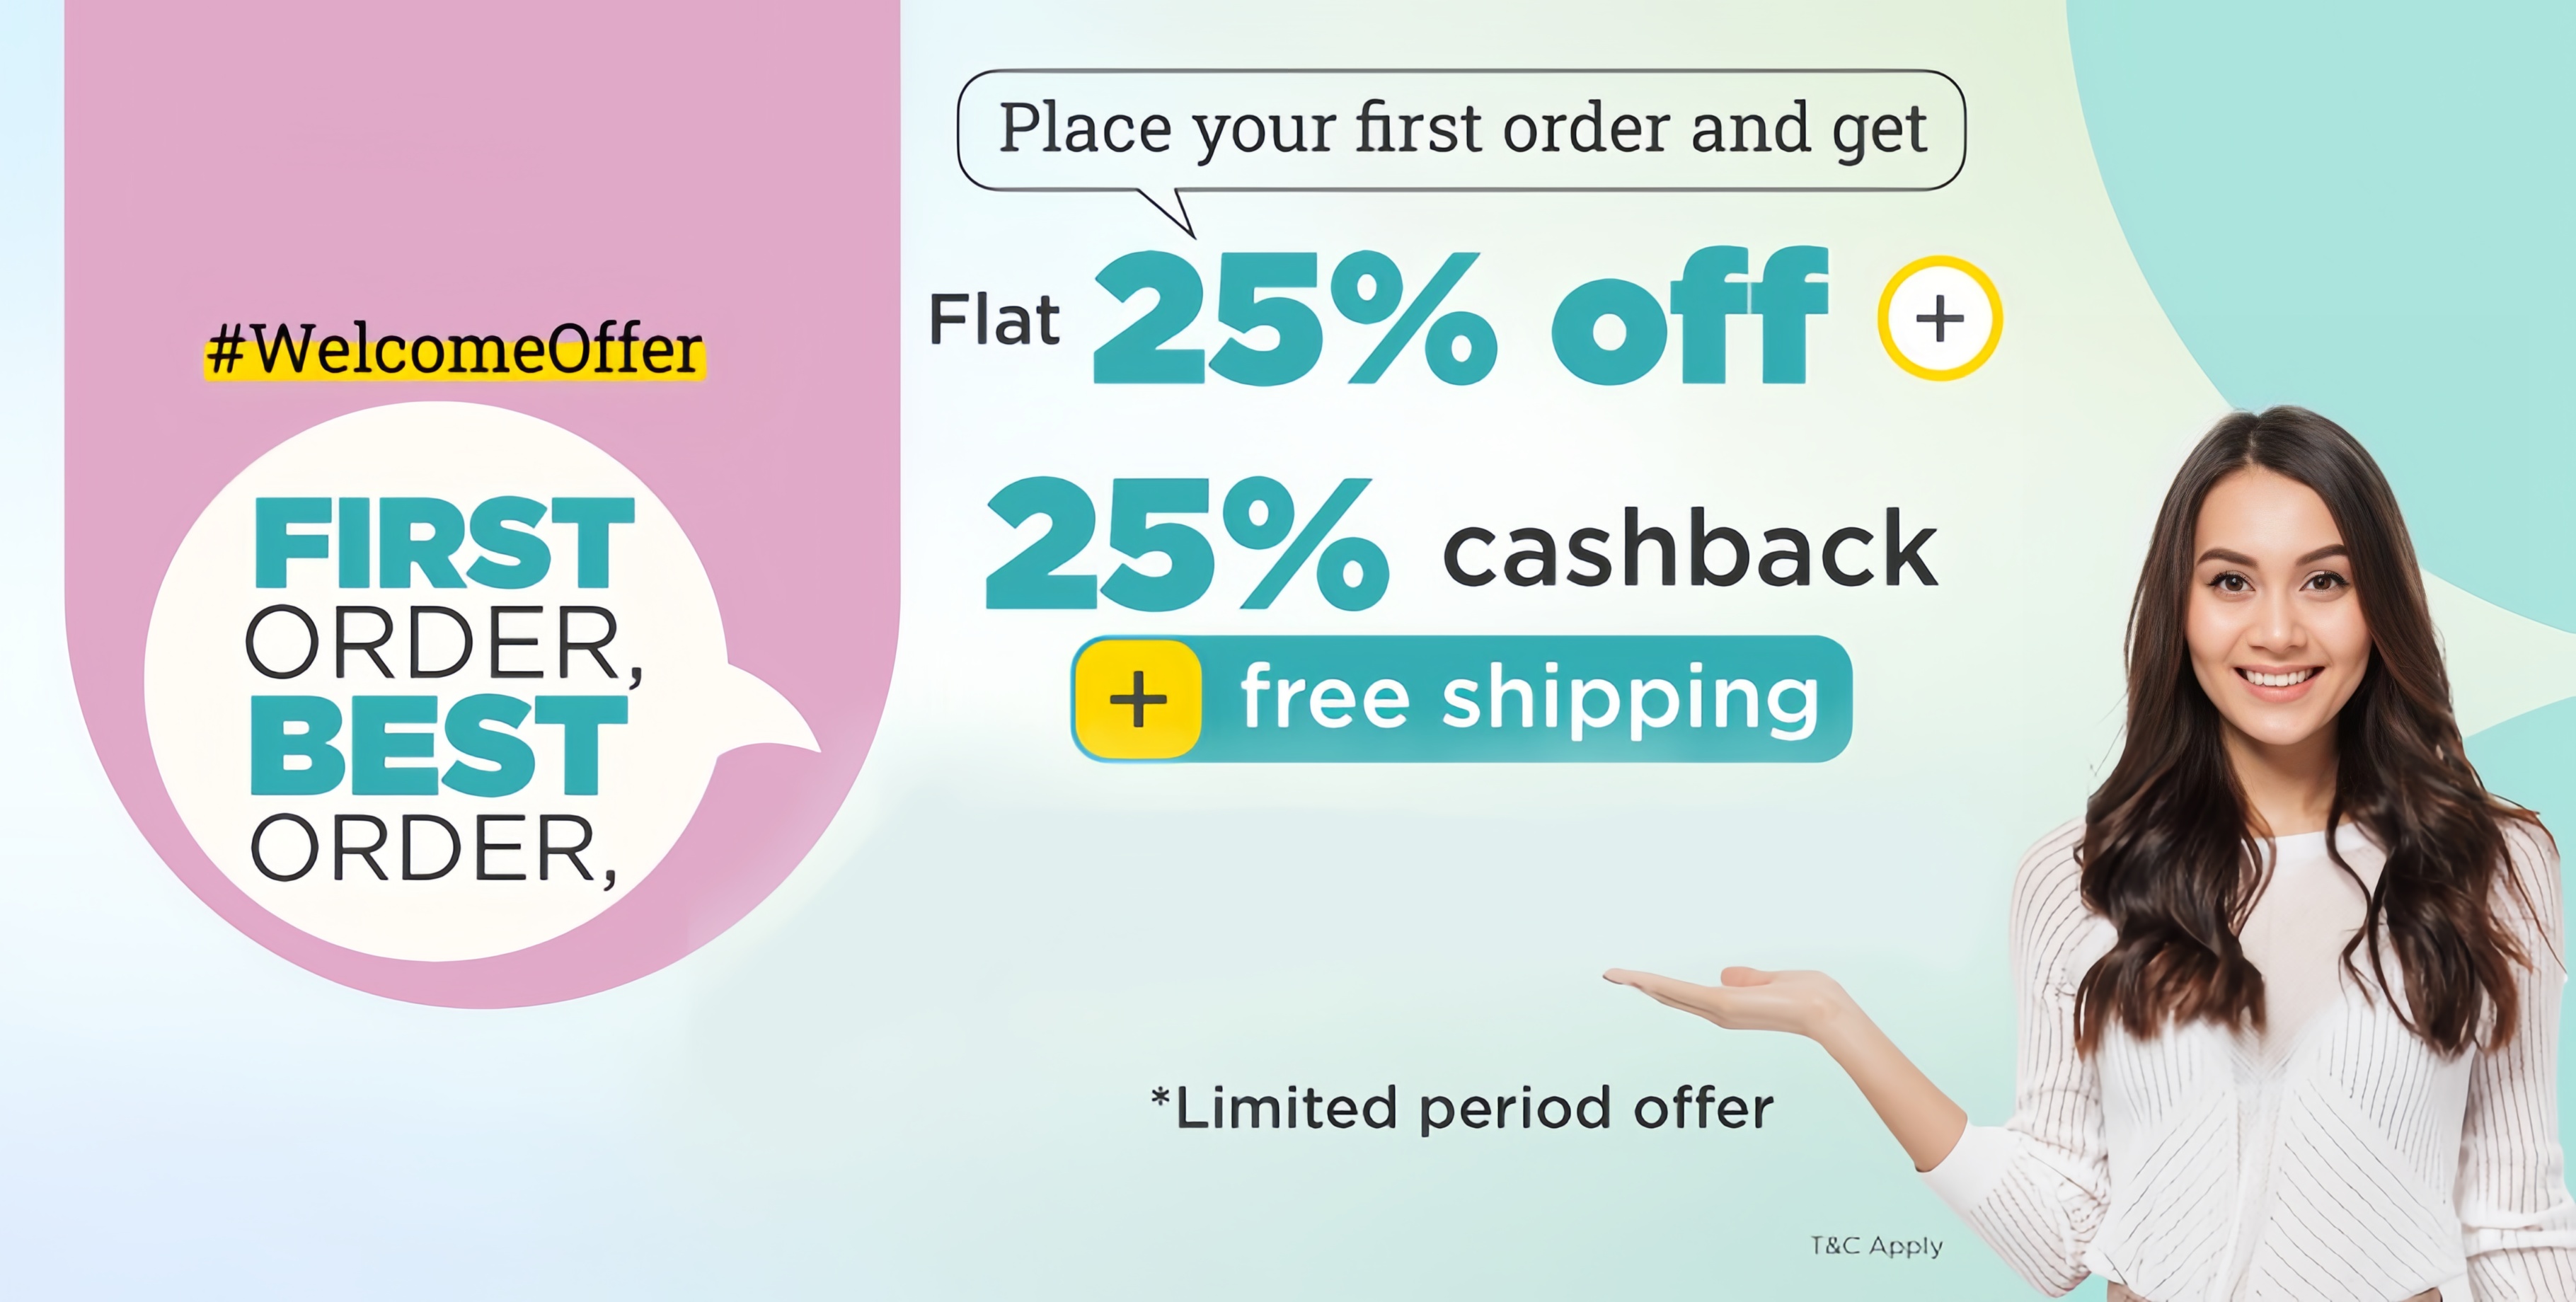 #WelcomeOffer
FIRST
ORDER,
BEST
ORDER,
Place your first order and get
Flat 25% off +
25% cashback
+ free shipping
*Limited period offer
T&C Apply